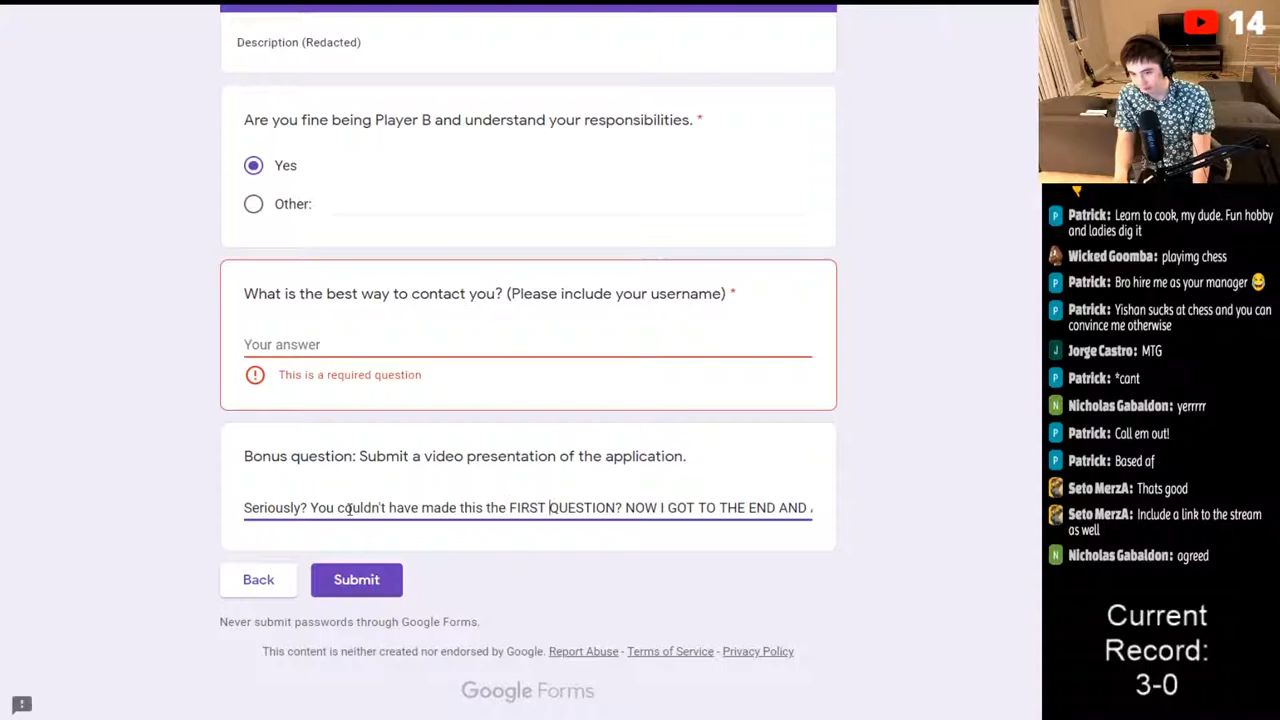 Description (Redacted)
Are you fine being Player B and understand your responsibilities. *
Yes
Other:
What is the best way to contact you? (Please include your username) *
Your answer
This is a required question
Bonus question: Submit a video presentation of the application.
Seriously? You couldn't have made this the FIRST QUESTION? NOW I GOT TO THE END AND
Back
Submit
Never submit passwords through Google Forms.
This content is neither created nor endorsed by Google. Report Abuse - Terms of Service - Privacy Policy
Google Forms
14
P Patrick: Learn to cook, my dude. Fun hobby
and ladies dig it
Wicked Goomba: playimg chess
P Patrick: Bro hire me as your manager 😂
P Patrick: Yishan sucks at chess and you can
convince me otherwise
J Jorge Castro: MTG
P Patrick: *cant
N Nicholas Gabaldon: yerrrrr
P Patrick: Call em out!
P Patrick: Based af
Seto MerzA: Thats good
Seto MerzA: Include a link to the stream
as well
N Nicholas Gabaldon: agreed
Current
Record:
3-0